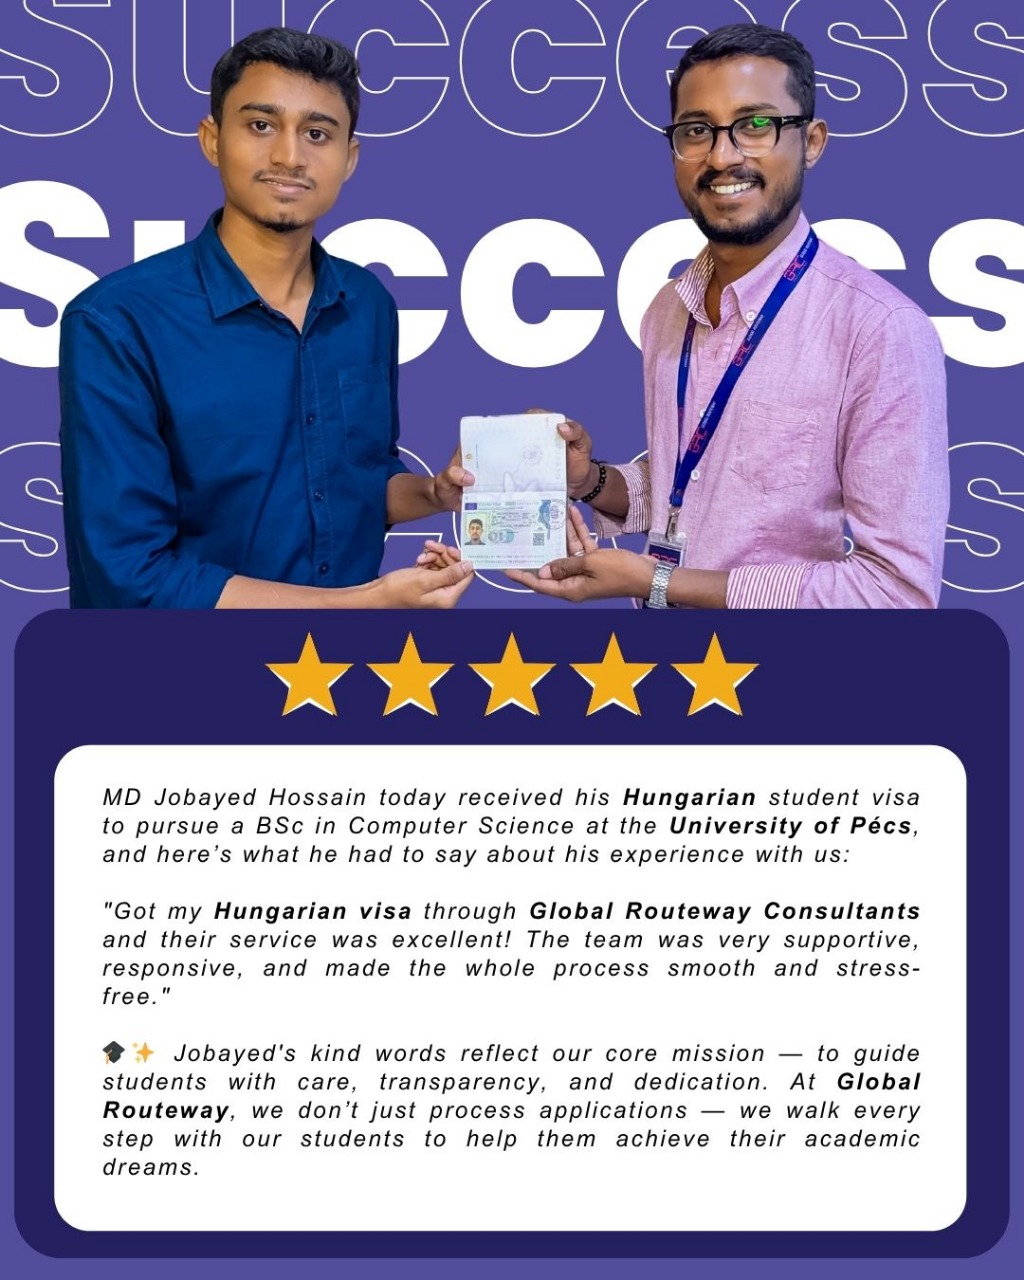 Success
Success
Success
MD Jobayed Hossain today received his Hungarian student visa
to pursue a BSc in Computer Science at the University of Pécs,
and here’s what he had to say about his experience with us:
"Got my Hungarian visa through Global Routeway Consultants
and their service was excellent! The team was very supportive,
responsive, and made the whole process smooth and stress-
free."
🎓✨ Jobayed's kind words reflect our core mission — to guide
students with care, transparency, and dedication. At Global
Routeway, we don’t just process applications — we walk every
step with our students to help them achieve their academic
dreams.